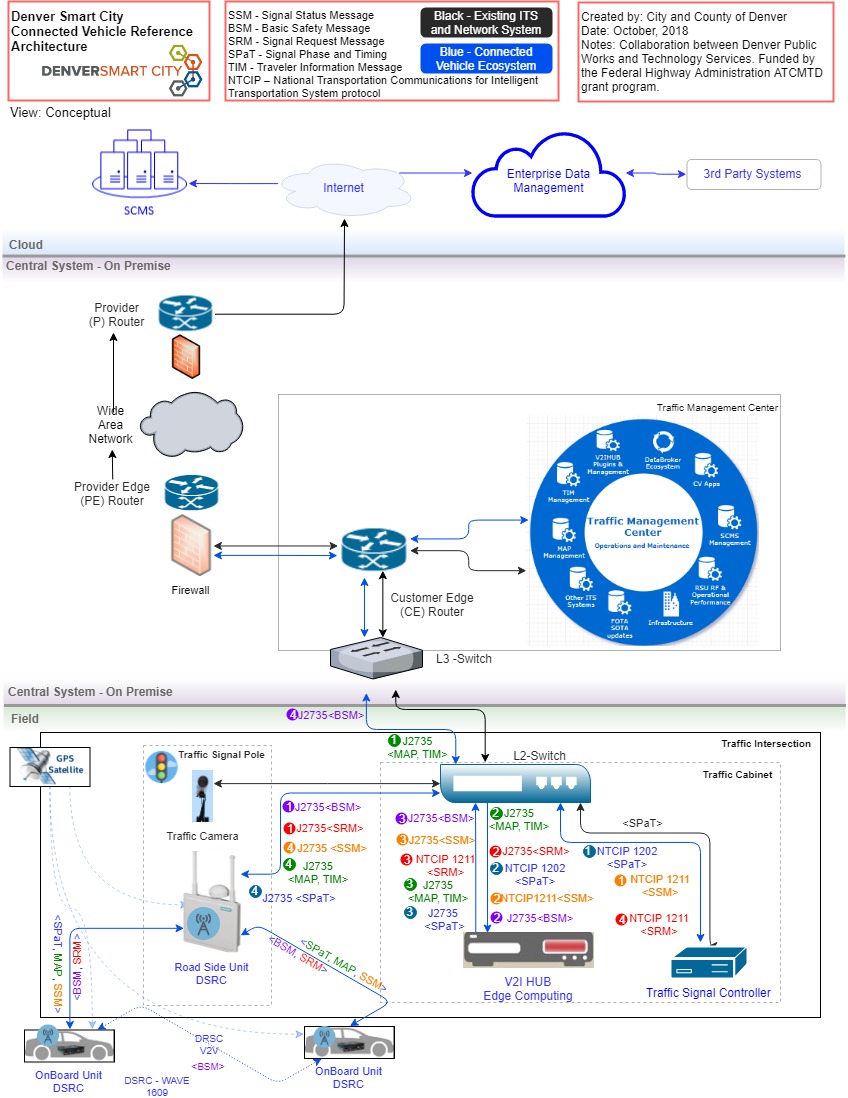 Denver Smart City
Connected Vehicle Reference
Architecture
DENVERSMART CITY
SSM - Signal Status Message
BSM - Basic Safety Message
SRM - Signal Request Message
SPaT - Signal Phase and Timing
TIM - Traveler Information Message
NTCIP – National Transportation Communications for Intelligent
Transportation System protocol
Black - Existing ITS
and Network System
Blue - Connected
Vehicle Ecosystem
Created by: City and County of Denver
Date: October, 2018
Notes: Collaboration between Denver Public
Works and Technology Services. Funded by
the Federal Highway Administration ATCMTD
grant program.
View: Conceptual
SCMS
Internet
Enterprise Data
Management
3rd Party Systems
Cloud
Central System - On Premise
Provider
(P) Router
Wide
Area
Network
Provider Edge
(PE) Router
Firewall
Traffic Management Center
V2IHUB
Plugins &
Management
DataBroker
Ecosystem
CV Apps
TIM
Management
SCMS
Management
MAP
Management
Traffic Management
Center
Operations and Maintenance
RSU RF &
Operational
Performance
Other ITS
Systems
FOTA
SOTA
updates
Infrastructure
Customer Edge
(CE) Router
L3 -Switch
Central System - On Premise
Field
4 J2735<BSM>
1 J2735
<MAP, TIM>
L2-Switch
Traffic Intersection
GPS
Satellite
Traffic Signal Pole
Traffic Cabinet
Traffic Camera
1 J2735<BSM>
1 J2735<SRM>
4 J2735 <SSM>
4 J2735
<MAP, TIM>
4 J2735 <SPaT>
3 J2735<BSM>
3 J2735<SSM>
3 NTCIP 1211
<SRM>
3 J2735
<MAP, TIM>
3 J2735
<SPaT>
2 J2735
<MAP, TIM>
2 J2735<SRM>
2 NTCIP 1202
<SPaT>
2 NTCIP1211<SSM>
2 J2735<BSM>
<SPaT>
1 NTCIP 1202
<SPaT>
1 NTCIP 1211
<SSM>
4 NTCIP 1211
<SRM>
Road Side Unit
DSRC
V2I HUB
Edge Computing
Traffic Signal Controller
<SPaT, MAP, SSM>
<BSM, SRM>
<SPaT, MAP, SSM>
<BSM, SRM>
OnBoard Unit
DSRC
DRSC
V2V
<BSM>
DSRC - WAVE
1609
OnBoard Unit
DSRC